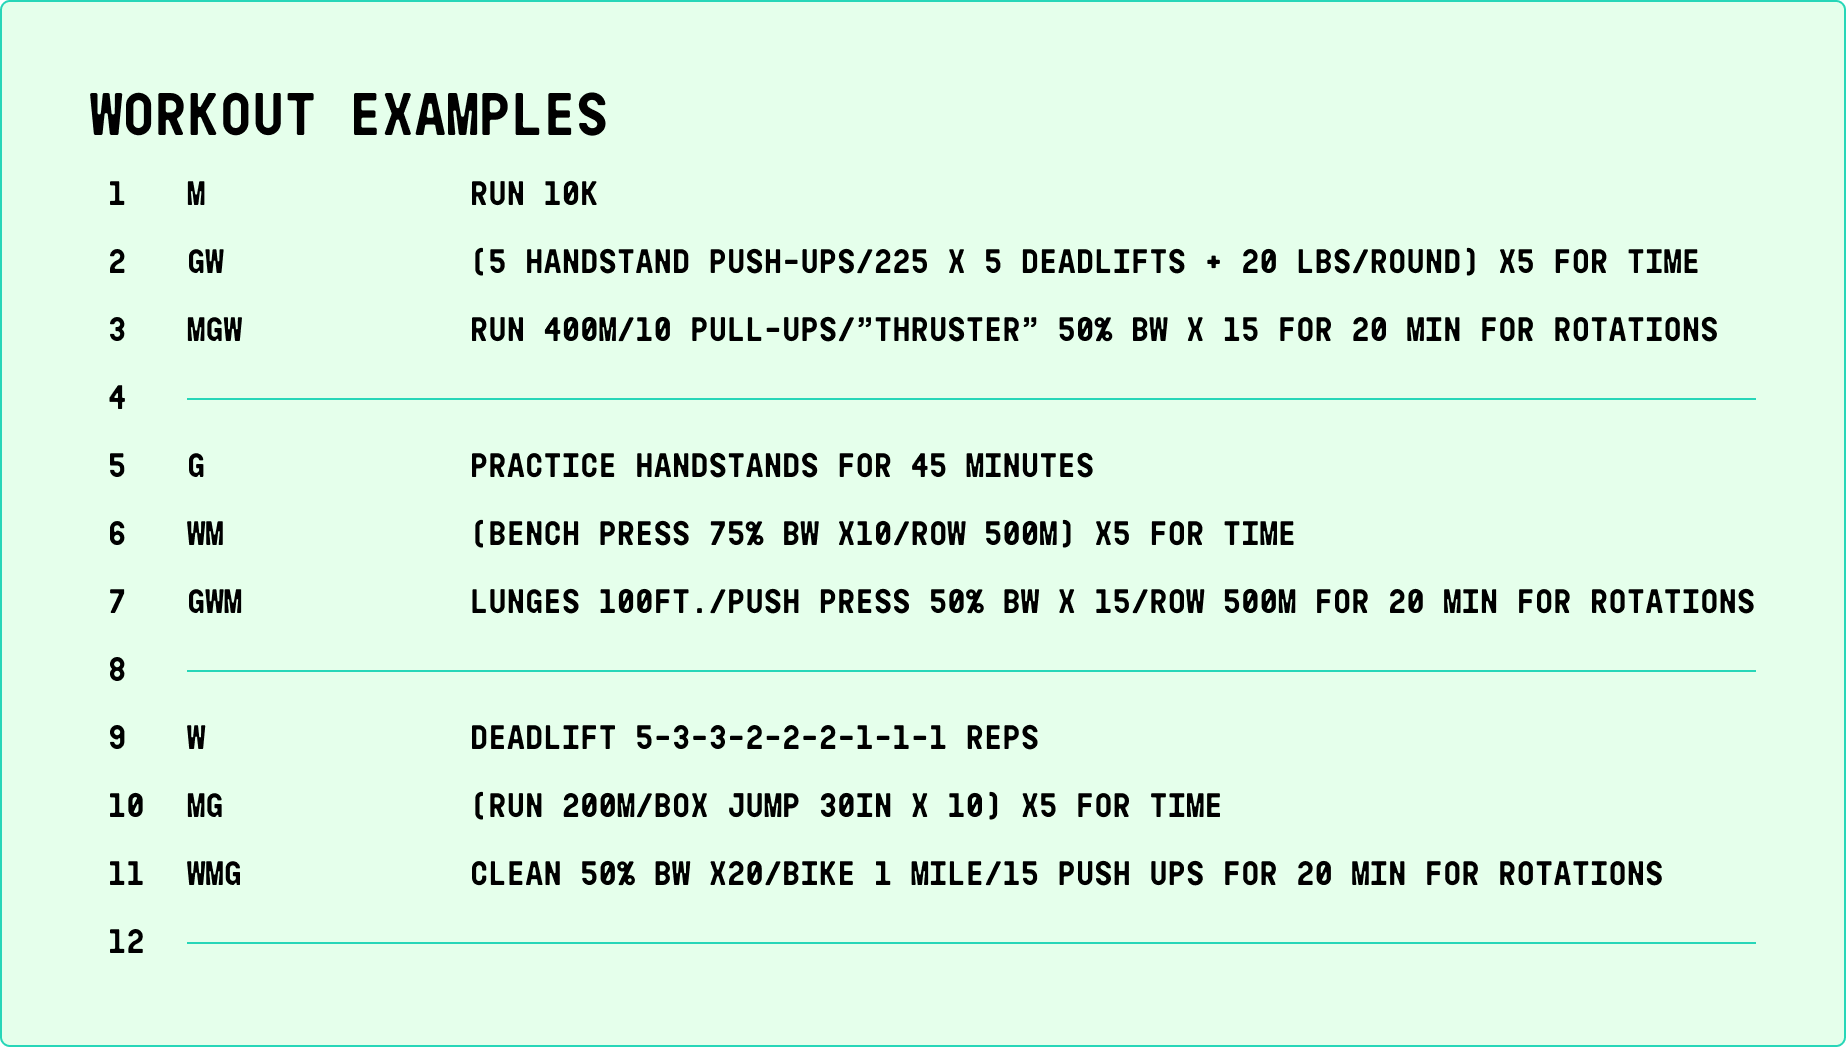 WORKOUT EXAMPLES
1 M RUN 10K
2 GW (5 HANDSTAND PUSH-UPS/225 X 5 DEADLIFTS + 20 LBS/ROUND) X5 FOR TIME
3 MGW RUN 400M/10 PULL-UPS/”THRUSTER” 50% BW X 15 FOR 20 MIN FOR ROTATIONS
4
5 G PRACTICE HANDSTANDS FOR 45 MINUTES
6 WM (BENCH PRESS 75% BW X10/ROW 500M) X5 FOR TIME
7 GWM LUNGES 100FT./PUSH PRESS 50% BW X 15/ROW 500M FOR 20 MIN FOR ROTATIONS
8
9 W DEADLIFT 5-3-3-2-2-2-1-1-1 REPS
10 MG (RUN 200M/BOX JUMP 30IN X 10) X5 FOR TIME
11 WMG CLEAN 50% BW X20/BIKE 1 MILE/15 PUSH UPS FOR 20 MIN FOR ROTATIONS
12